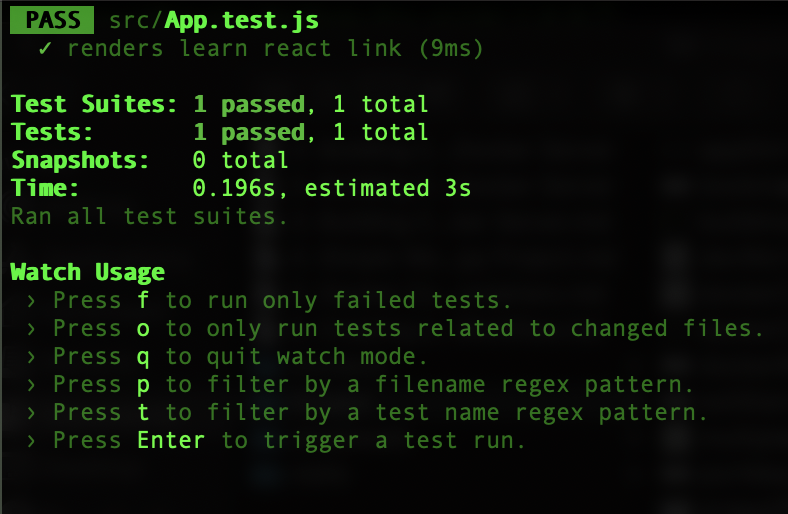 PASS src/App.test.js
✓ renders learn react link (9ms)
Test Suites: 1 passed, 1 total
Tests: 1 passed, 1 total
Snapshots: 0 total
Time: 0.196s, estimated 3s
Ran all test suites.
Watch Usage
› Press f to run only failed tests.
› Press o to only run tests related to changed files.
› Press q to quit watch mode.
› Press p to filter by a filename regex pattern.
› Press t to filter by a test name regex pattern.
› Press Enter to trigger a test run.